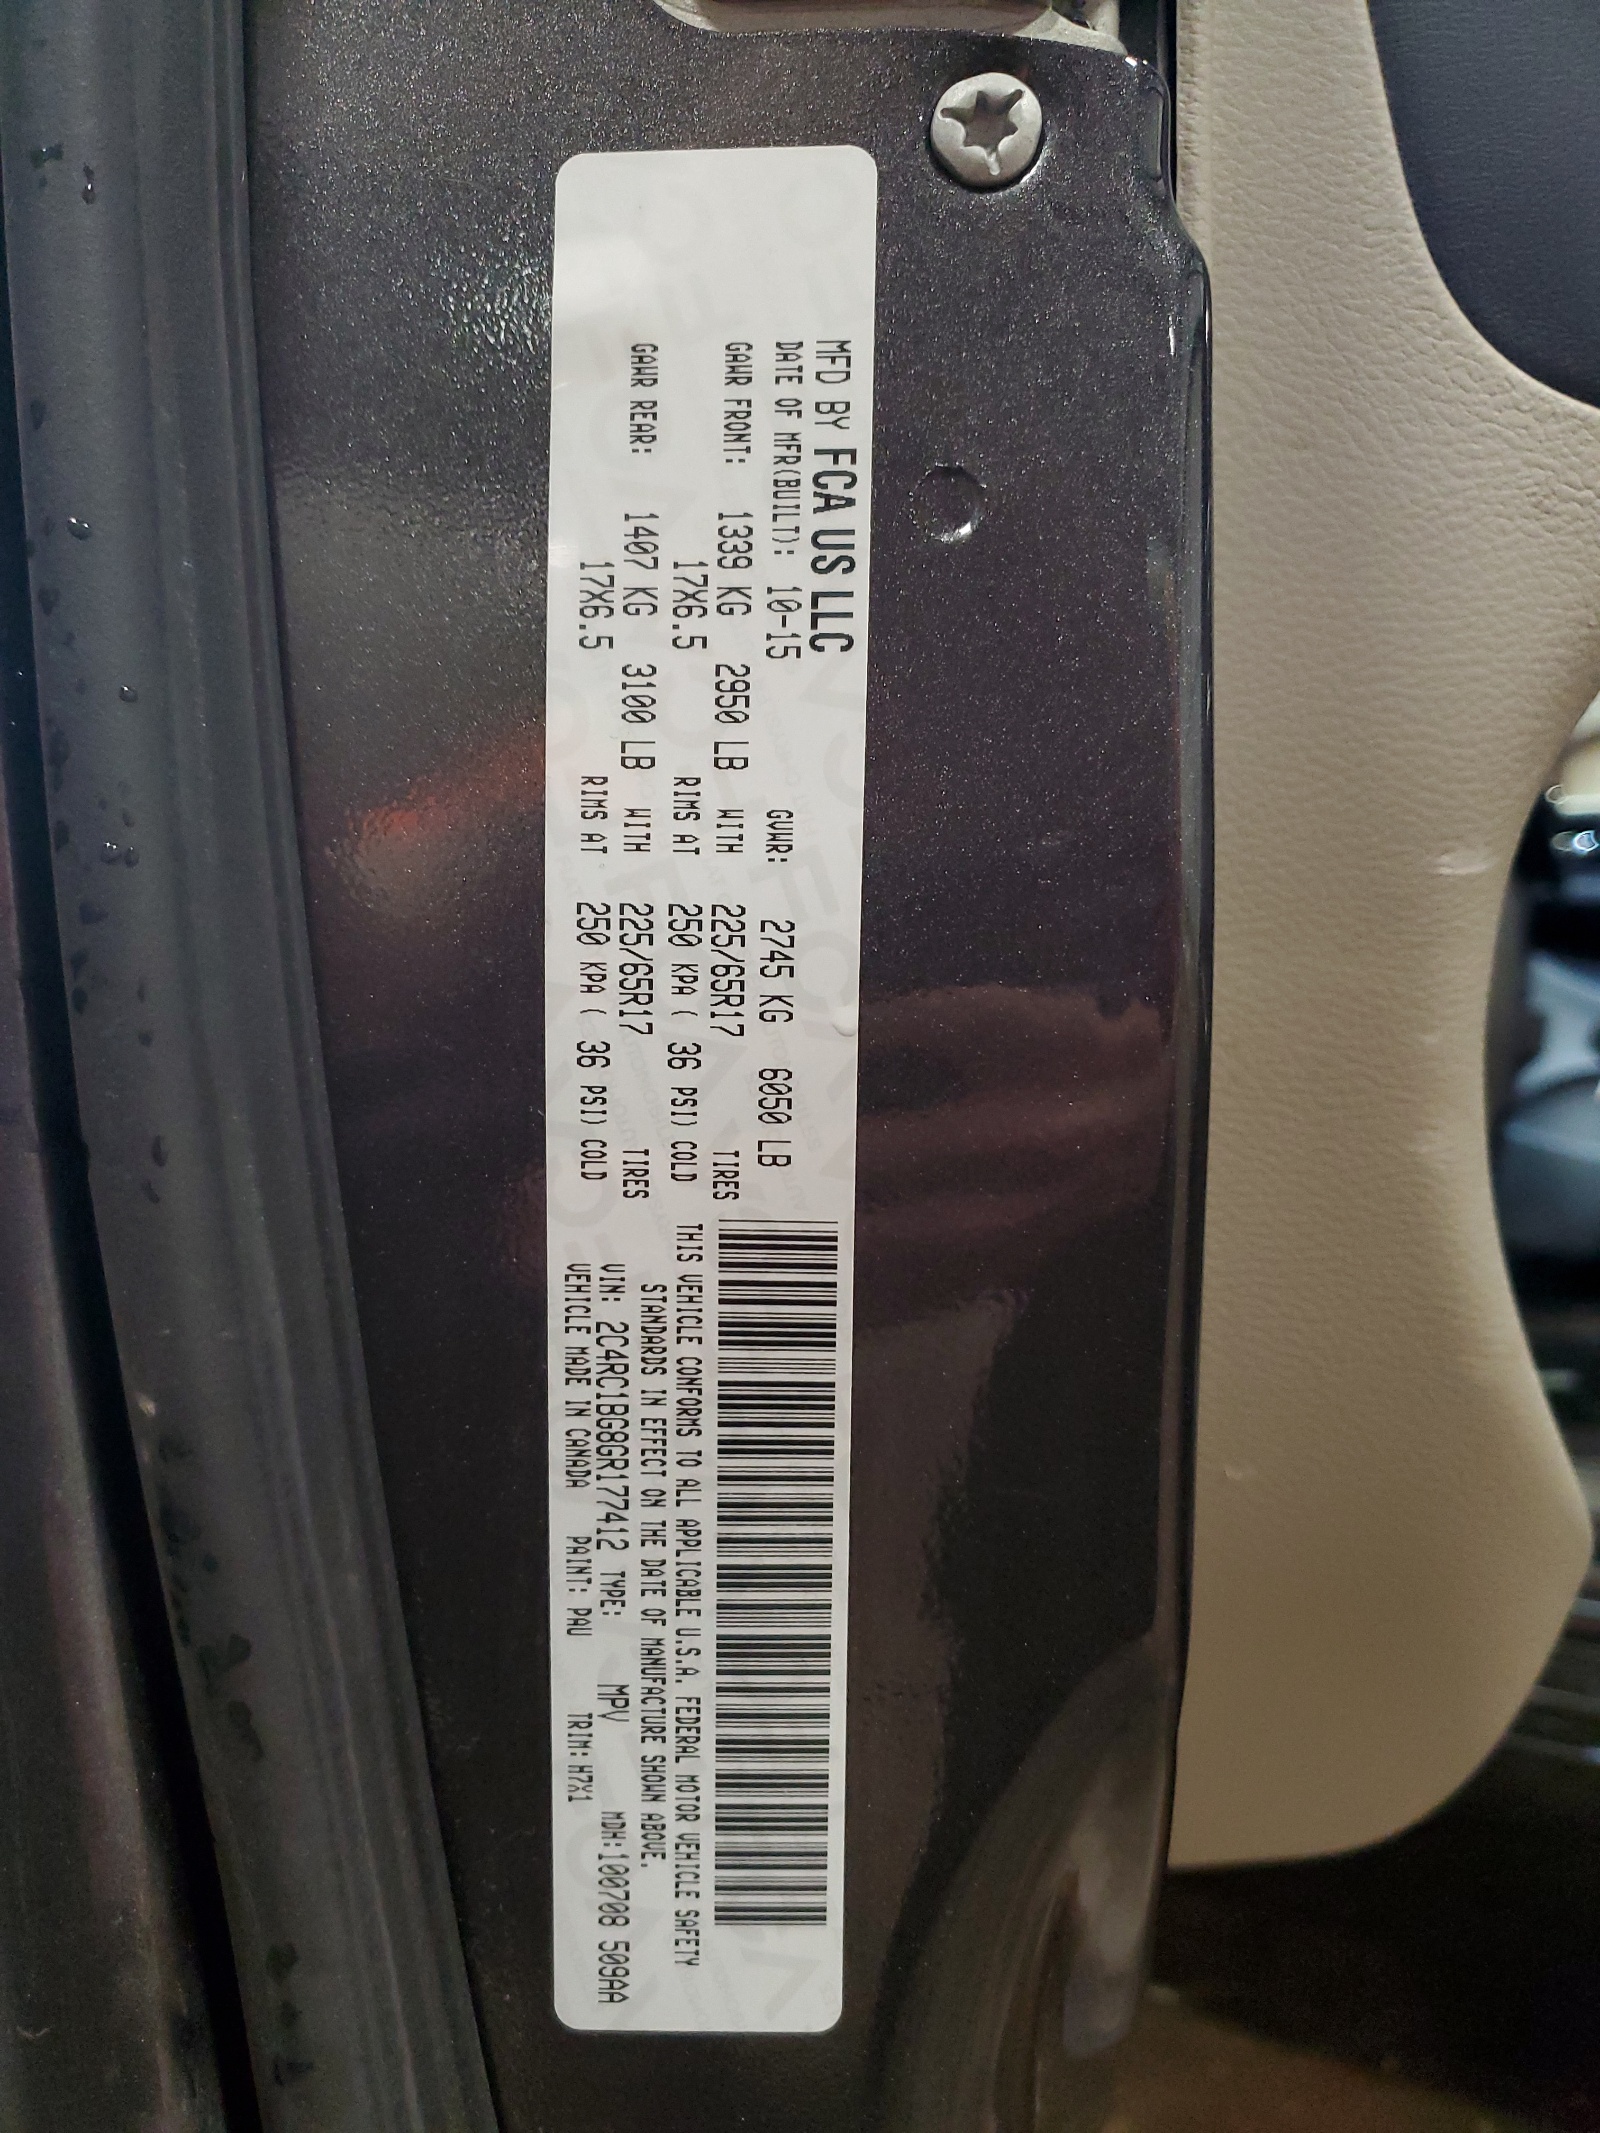 MFD BY FCA US LLC
DATE OF MFR(BUILT): 10-15 GVWR: 2745 KG 6050 LB
GAWR FRONT: 1339 KG 2950 LB WITH 225/65R17 TIRES
17X6.5 RIMS AT 250 KPA ( 36 PSI) COLD
GAWR REAR: 1407 KG 3100 LB WITH 225/65R17 TIRES
17X6.5 RIMS AT 250 KPA ( 36 PSI) COLD
THIS VEHICLE CONFORMS TO ALL APPLICABLE U.S.A. FEDERAL MOTOR VEHICLE SAFETY
STANDARDS IN EFFECT ON THE DATE OF MANUFACTURE SHOWN ABOVE.
VIN: 2C4RC1BG8GR177412 TYPE: MPV MDH:100708 509AA
VEHICLE MADE IN CANADA PAINT: PAU TRIM: H7X1